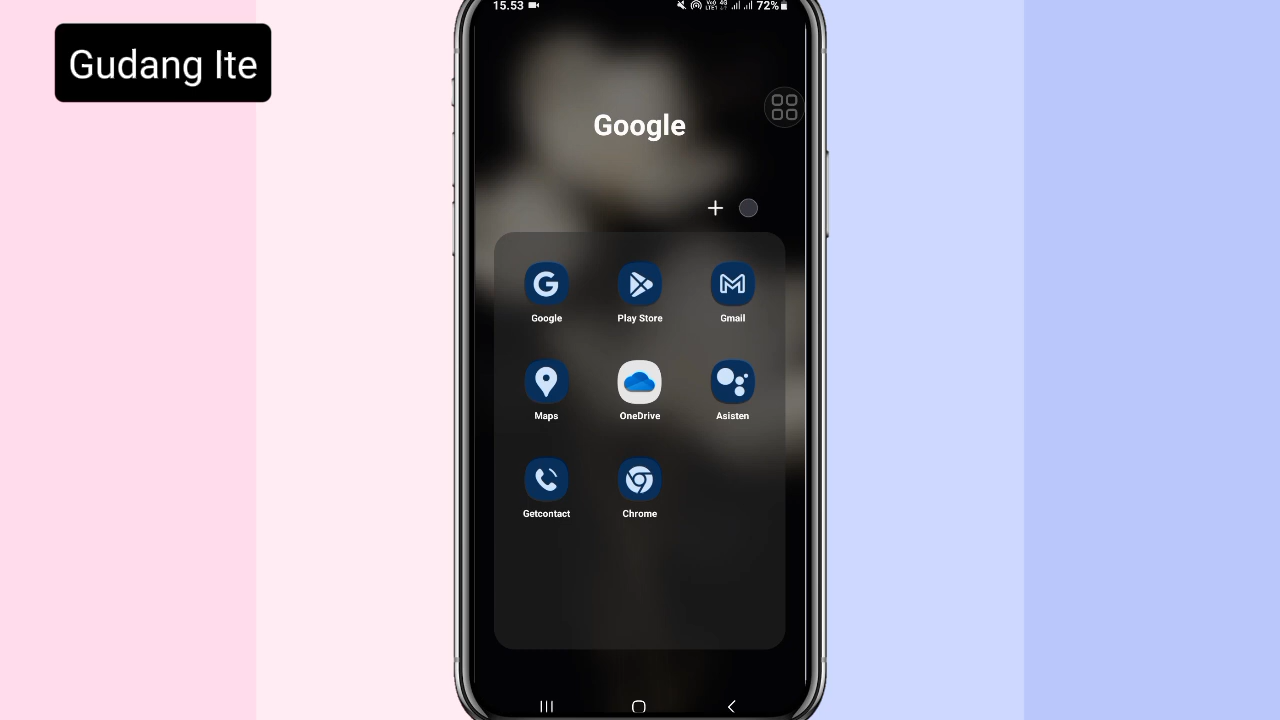 Gudang Ite
15.53
72%
Google
Google
Play Store
Gmail
Maps
OneDrive
Asisten
Getcontact
Chrome